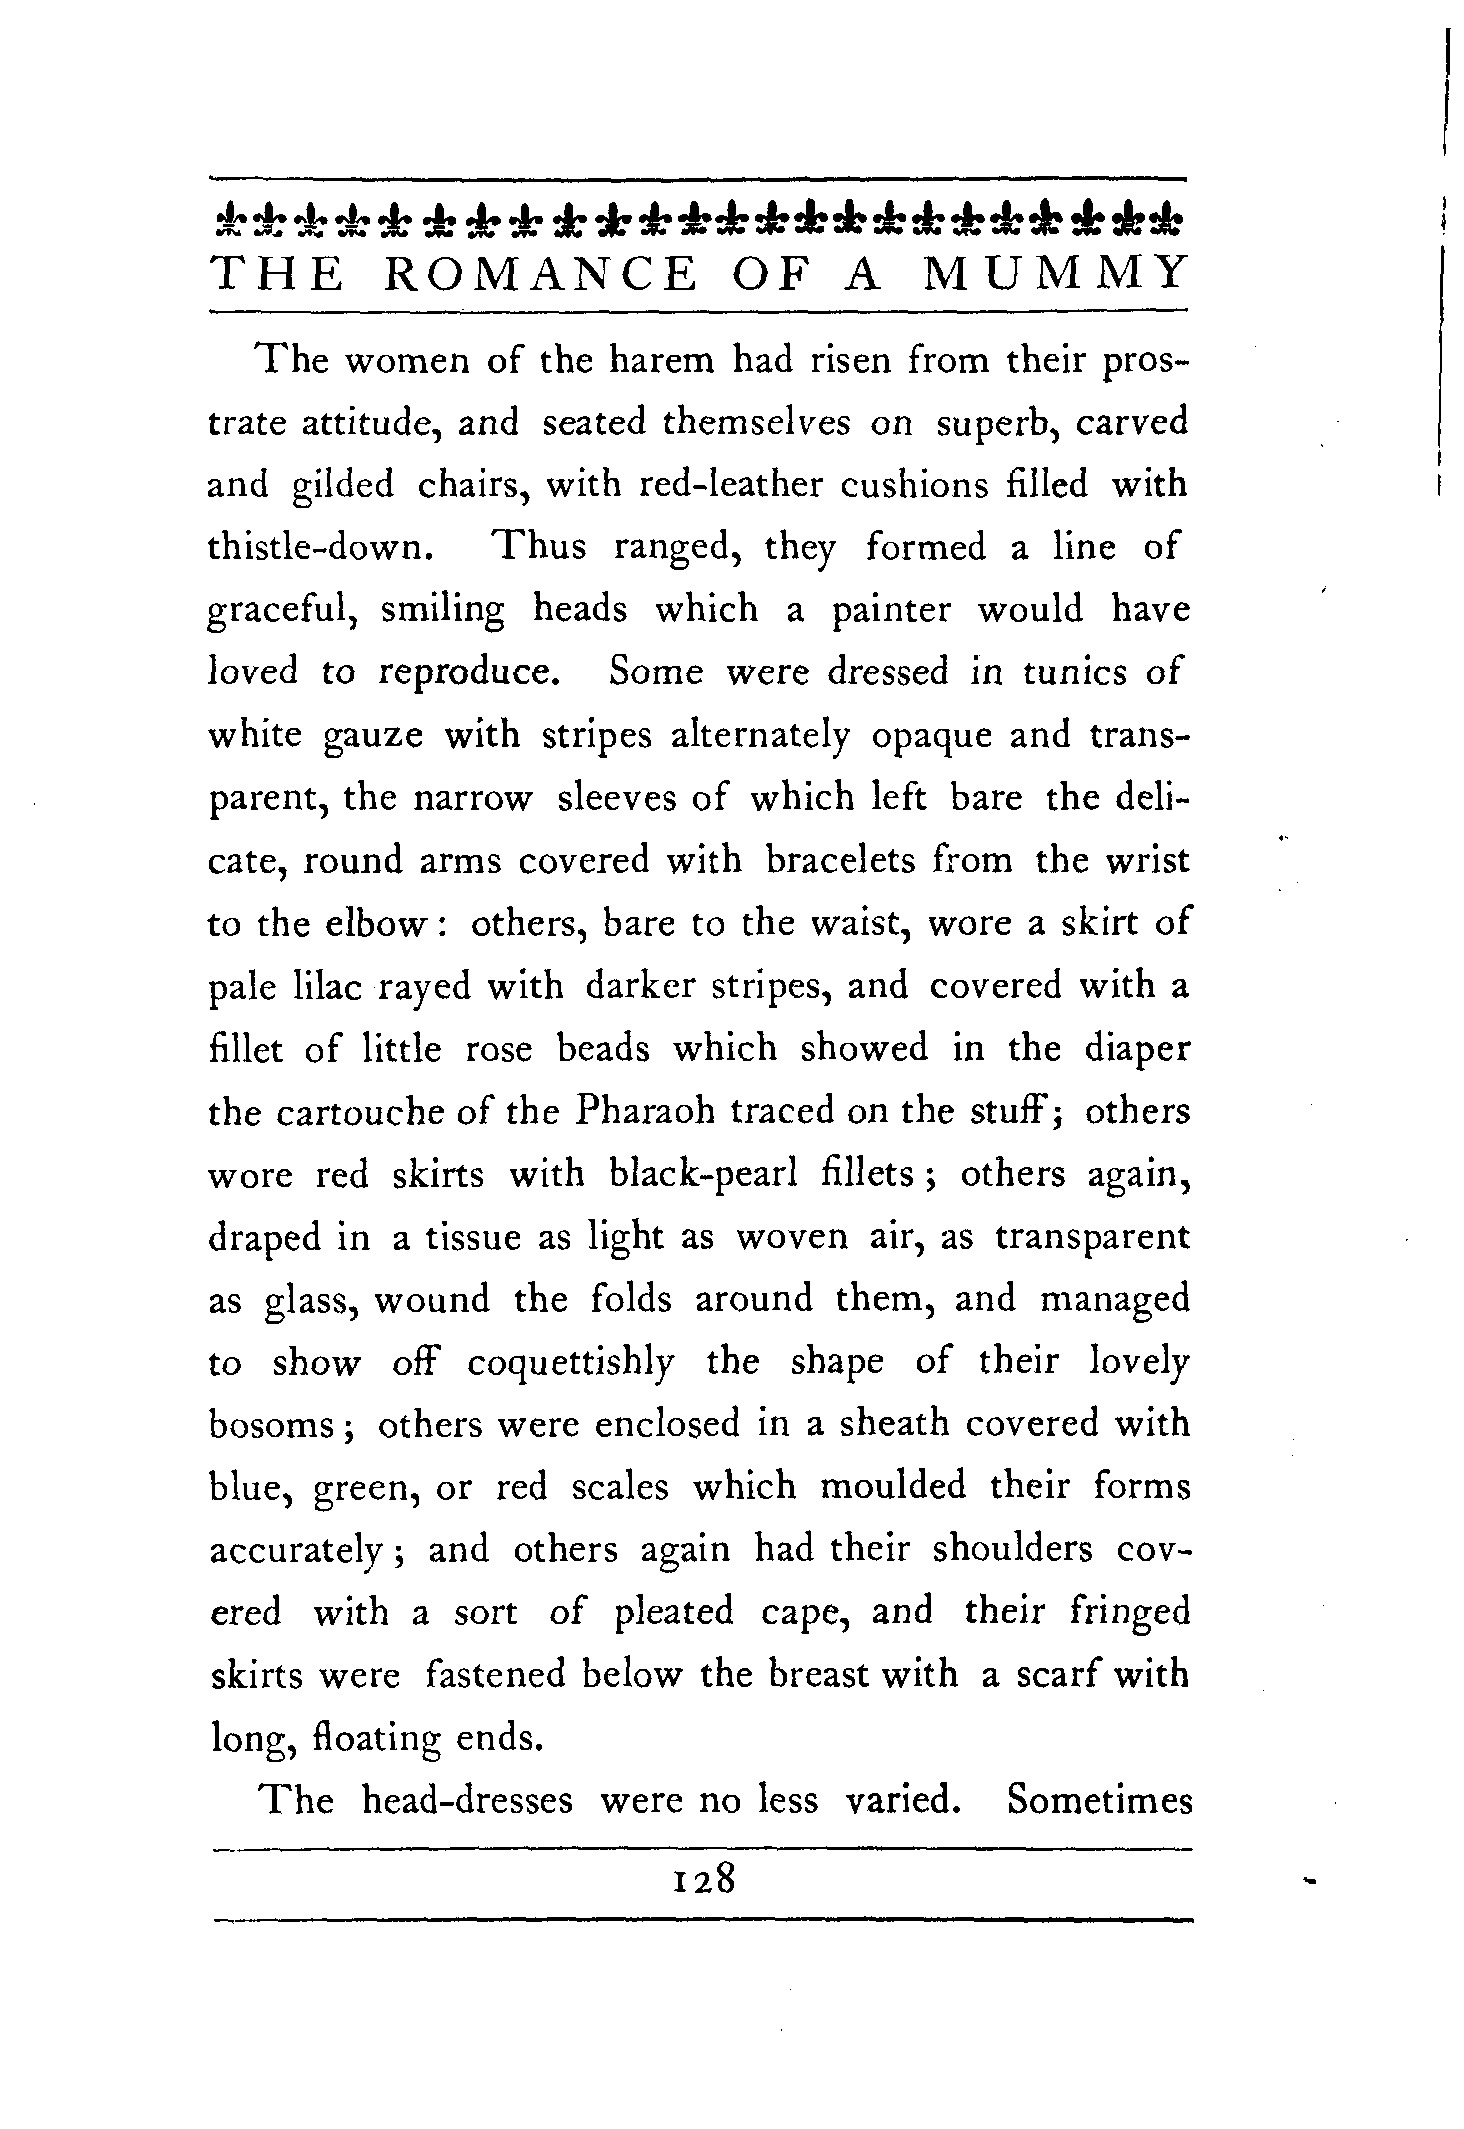 THE ROMANCE OF A MUMMY
The women of the harem had risen from their pros-
trate attitude, and seated themselves on superb, carved
and gilded chairs, with red-leather cushions filled with
thistle-down. Thus ranged, they formed a line of
graceful, smiling heads which a painter would have
loved to reproduce. Some were dressed in tunics of
white gauze with stripes alternately opaque and trans-
parent, the narrow sleeves of which left bare the deli-
cate, round arms covered with bracelets from the wrist
to the elbow : others, bare to the waist, wore a skirt of
pale lilac rayed with darker stripes, and covered with a
fillet of little rose beads which showed in the diaper
the cartouche of the Pharaoh traced on the stuff; others
wore red skirts with black-pearl fillets ; others again,
draped in a tissue as light as woven air, as transparent
as glass, wound the folds around them, and managed
to show off coquettishly the shape of their lovely
bosoms ; others were enclosed in a sheath covered with
blue, green, or red scales which moulded their forms
accurately ; and others again had their shoulders cov-
ered with a sort of pleated cape, and their fringed
skirts were fastened below the breast with a scarf with
long, floating ends.
The head-dresses were no less varied. Sometimes
128